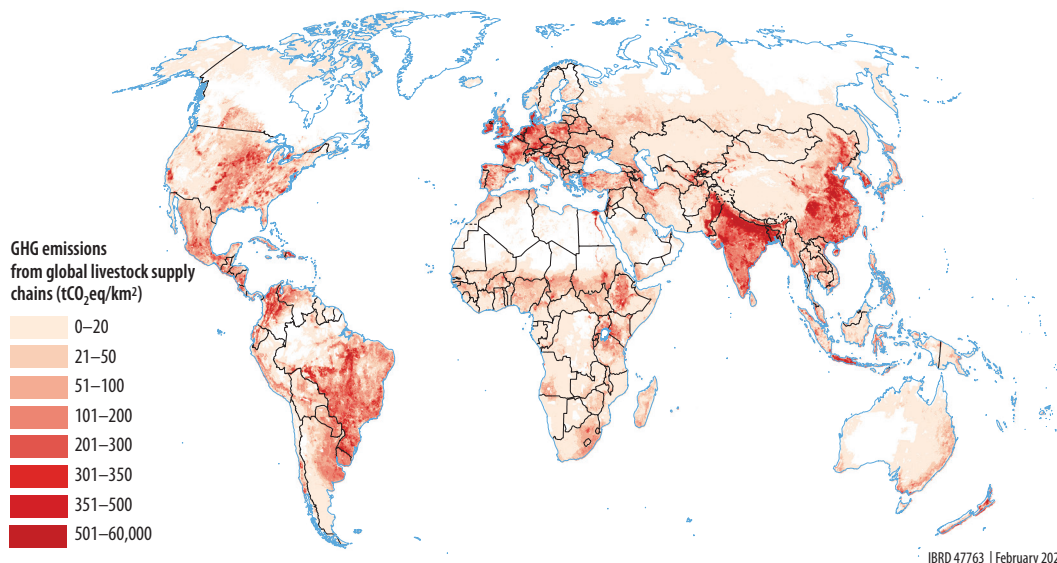 GHG emissions
from global livestock supply
chains (tCO₂eq/km²)
0–20
21–50
51–100
101–200
201–300
301–350
351–500
501–60,000
IBRD 47763 | February 202